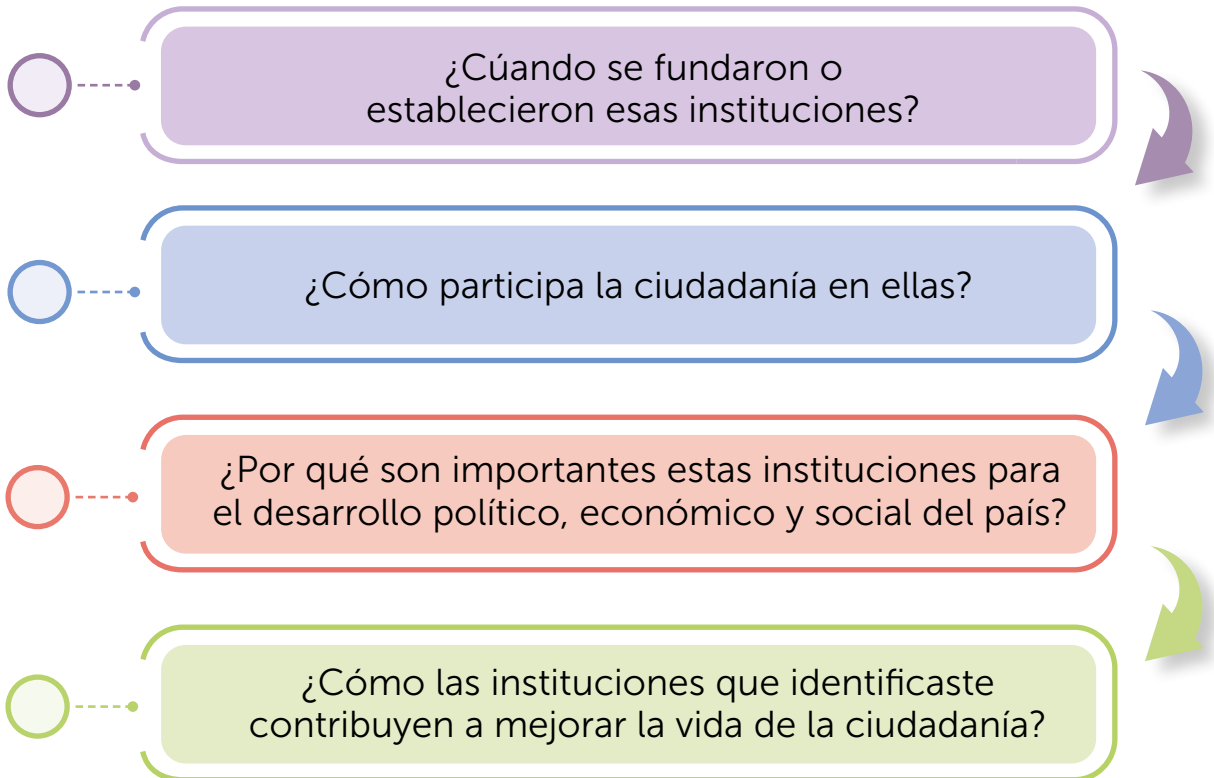 ¿Cúando se fundaron o
establecieron esas instituciones?
¿Cómo participa la ciudadanía en ellas?
¿Por qué son importantes estas instituciones para
el desarrollo político, económico y social del país?
¿Cómo las instituciones que identificaste
contribuyen a mejorar la vida de la ciudadanía?